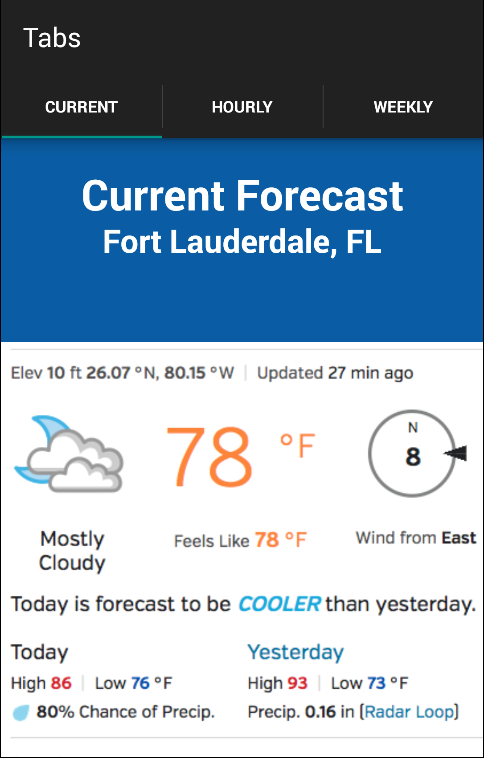 Tabs
CURRENT HOURLY WEEKLY
Current Forecast
Fort Lauderdale, FL
Elev 10 ft 26.07 °N, 80.15 °W | Updated 27 min ago
78 °F
N
8
Mostly
Cloudy
Feels Like 78 °F
Wind from East
Today is forecast to be COOLER than yesterday.
Today
High 86 | Low 76 °F
80% Chance of Precip.
Yesterday
High 93 | Low 73 °F
Precip. 0.16 in [Radar Loop]